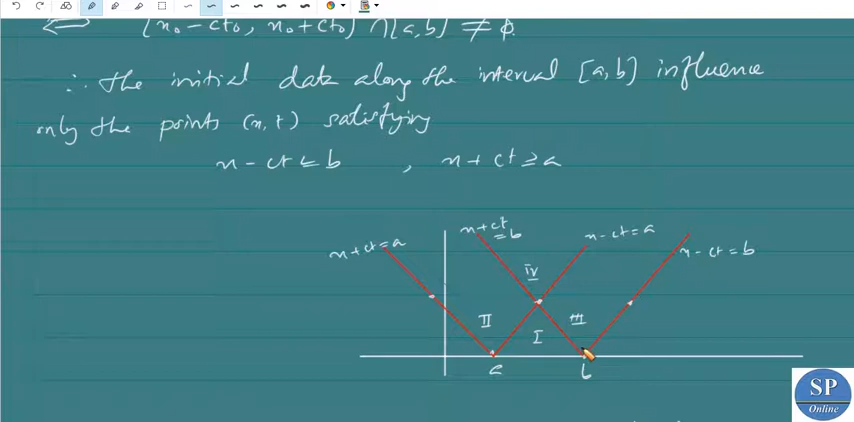 ⟺ [x₀ - ct₀, x₀ + ct₀] ∩ [a, b] ≠ ϕ.
∴ the initial data along the interval [a, b] influence
only the points (x, t) satisfying
x - ct ≤ b , x + ct ≥ a
x + ct = a
x + ct = b
x - ct = a
x - ct = b
IV
II
III
I
a
b
SP
Online